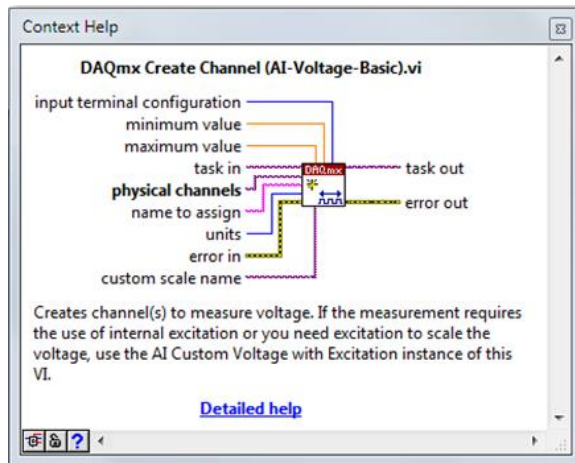 Context Help
DAQmx Create Channel (AI-Voltage-Basic).vi
input terminal configuration
minimum value
maximum value
task in
physical channels
name to assign
units
error in
custom scale name
DAQmx
task out
error out
Creates channel(s) to measure voltage. If the measurement requires
the use of internal excitation or you need excitation to scale the
voltage, use the AI Custom Voltage with Excitation instance of this
VI.
Detailed help
?